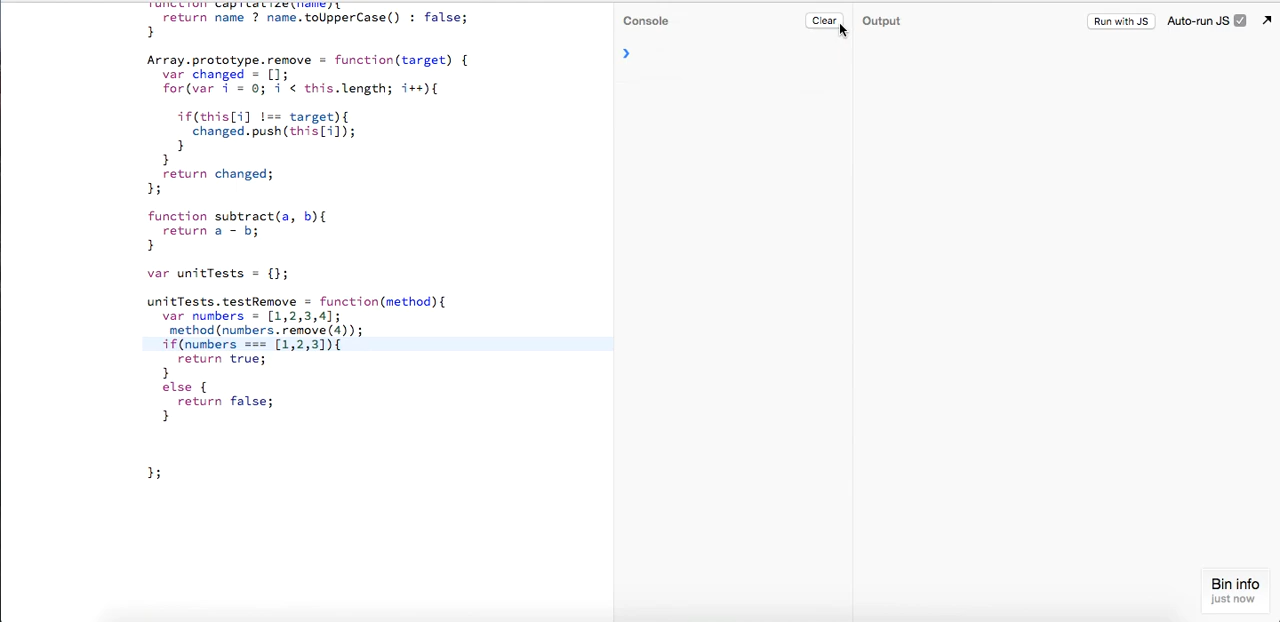 function capitalize(name){
return name ? name.toUpperCase() : false;
}
Array.prototype.remove = function(target) {
var changed = [];
for(var i = 0; i < this.length; i++){
if(this[i] !== target){
changed.push(this[i]);
}
}
return changed;
};
function subtract(a, b){
return a - b;
}
var unitTests = {};
unitTests.testRemove = function(method){
var numbers = [1,2,3,4];
method(numbers.remove(4));
if(numbers === [1,2,3]){
return true;
}
else {
return false;
}
};
Console
Clear
Output
Run with JS
Auto-run JS
Bin info
just now